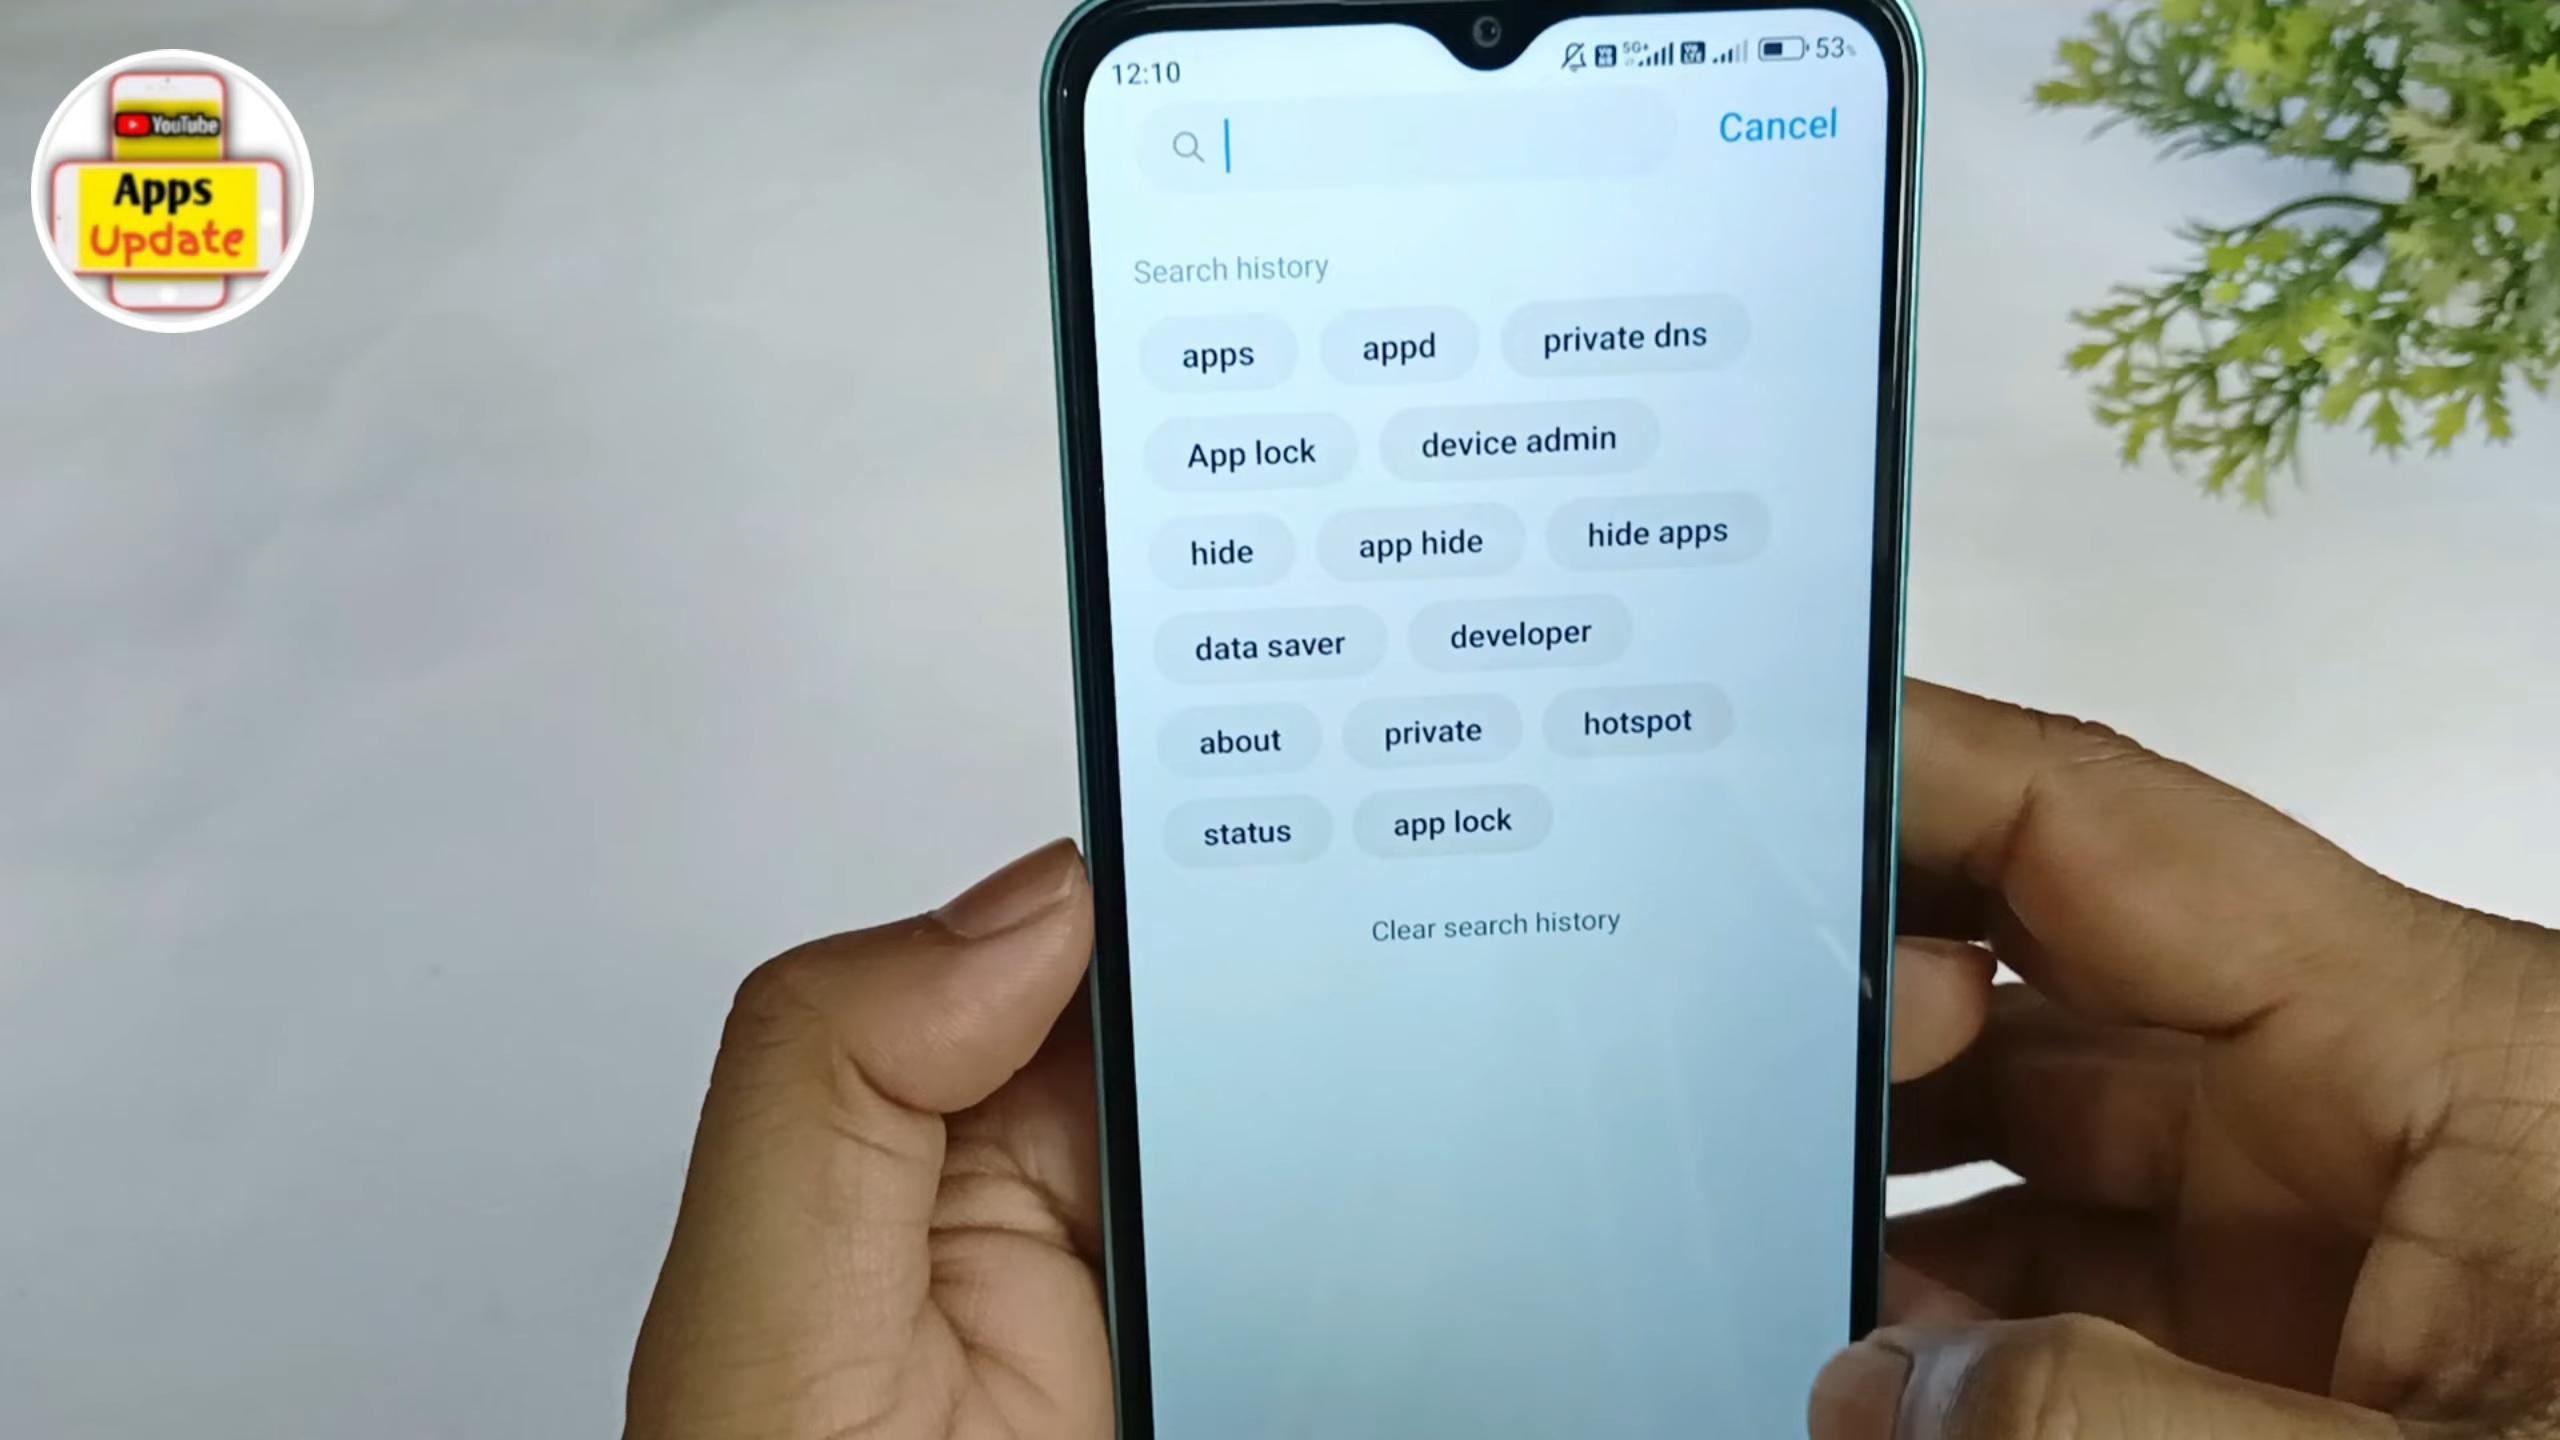 YouTube
Apps
Update
12:10
5G+
53%
Cancel
Search history
apps appd private dns
App lock device admin
hide app hide hide apps
data saver developer
about private hotspot
status app lock
Clear search history